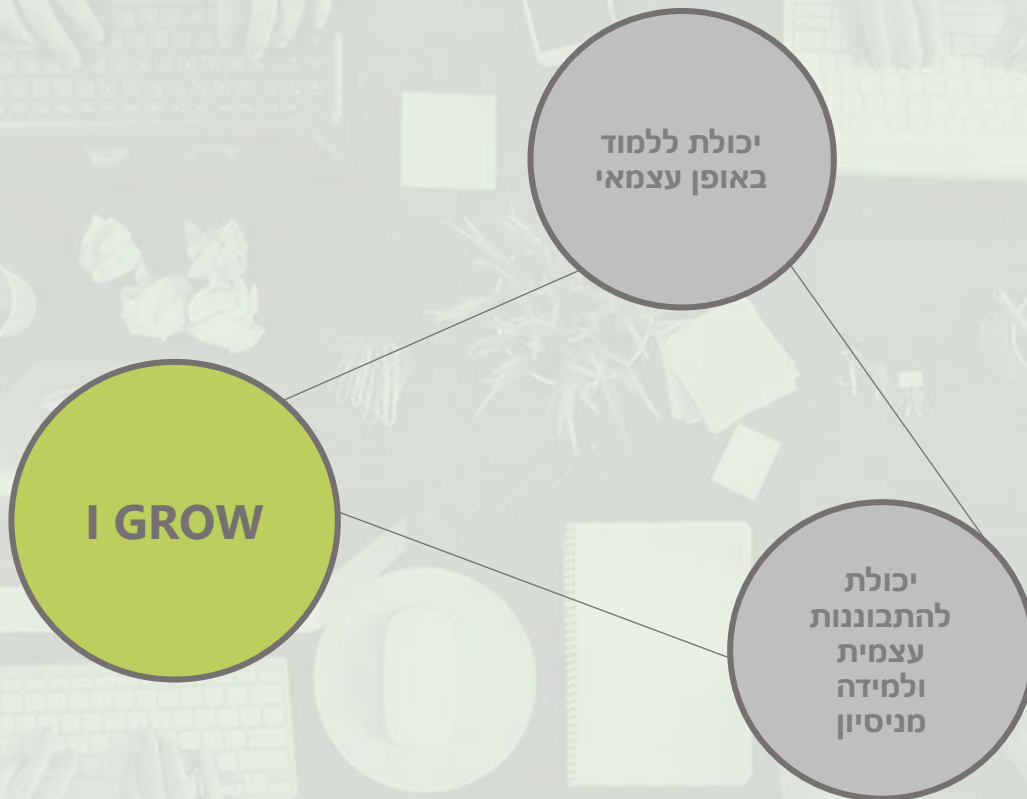 יכולת ללמוד
באופן עצמאי
I GROW
יכולת
להתבוננות
עצמית
ולמידה
מניסיון